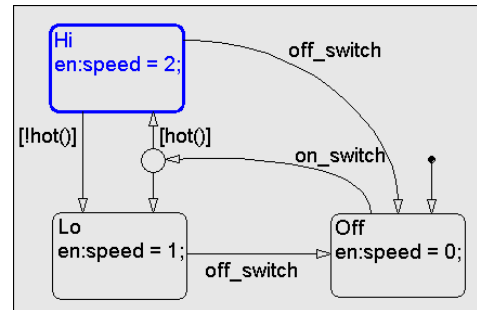 Hi
en:speed = 2;
off_switch
[!hot()]
[hot()]
on_switch
Lo
en:speed = 1;
off_switch
Off
en:speed = 0;